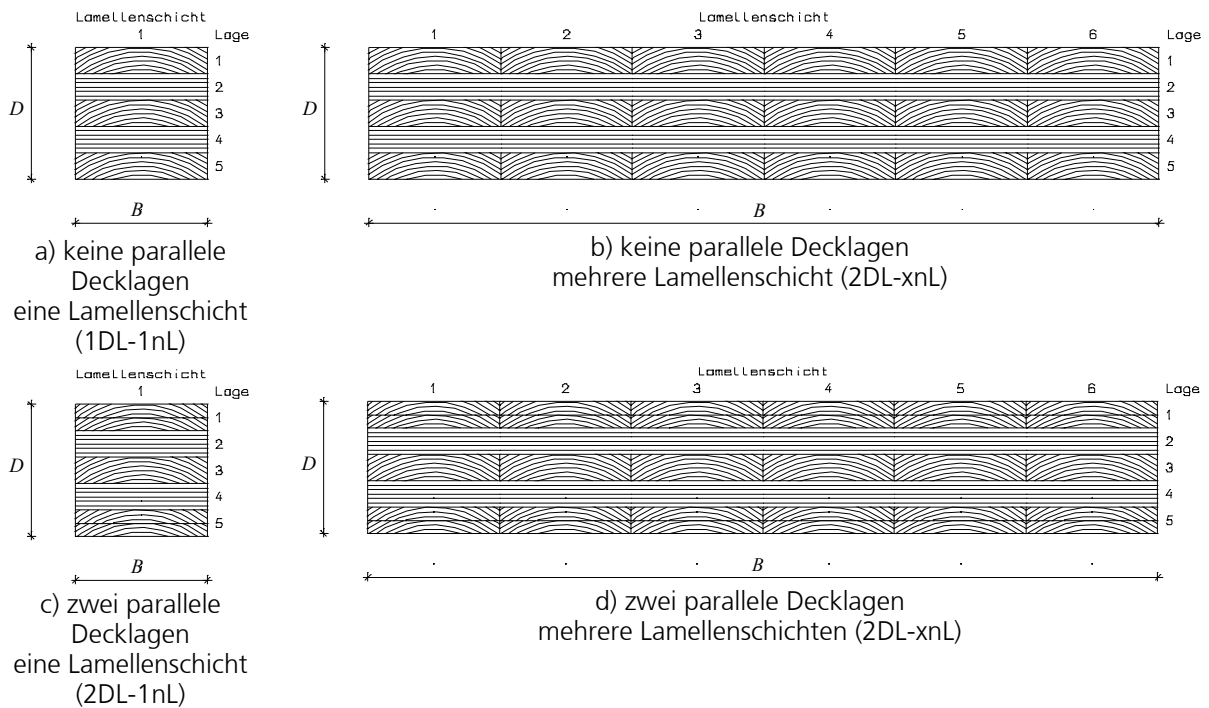 Lamellenschicht
1
Lage
1
2
3
4
5
D
B
a) keine parallele
Decklagen
eine Lamellenschicht
(1DL-1nL)
Lamellenschicht
1 2 3 4 5 6
Lage
1
2
3
4
5
D
B
b) keine parallele Decklagen
mehrere Lamellenschicht (2DL-xnL)
Lamellenschicht
1
Lage
1
2
3
4
5
D
B
c) zwei parallele
Decklagen
eine Lamellenschicht
(2DL-1nL)
Lamellenschicht
1 2 3 4 5 6
Lage
1
2
3
4
5
D
B
d) zwei parallele Decklagen
mehrere Lamellenschichten (2DL-xnL)